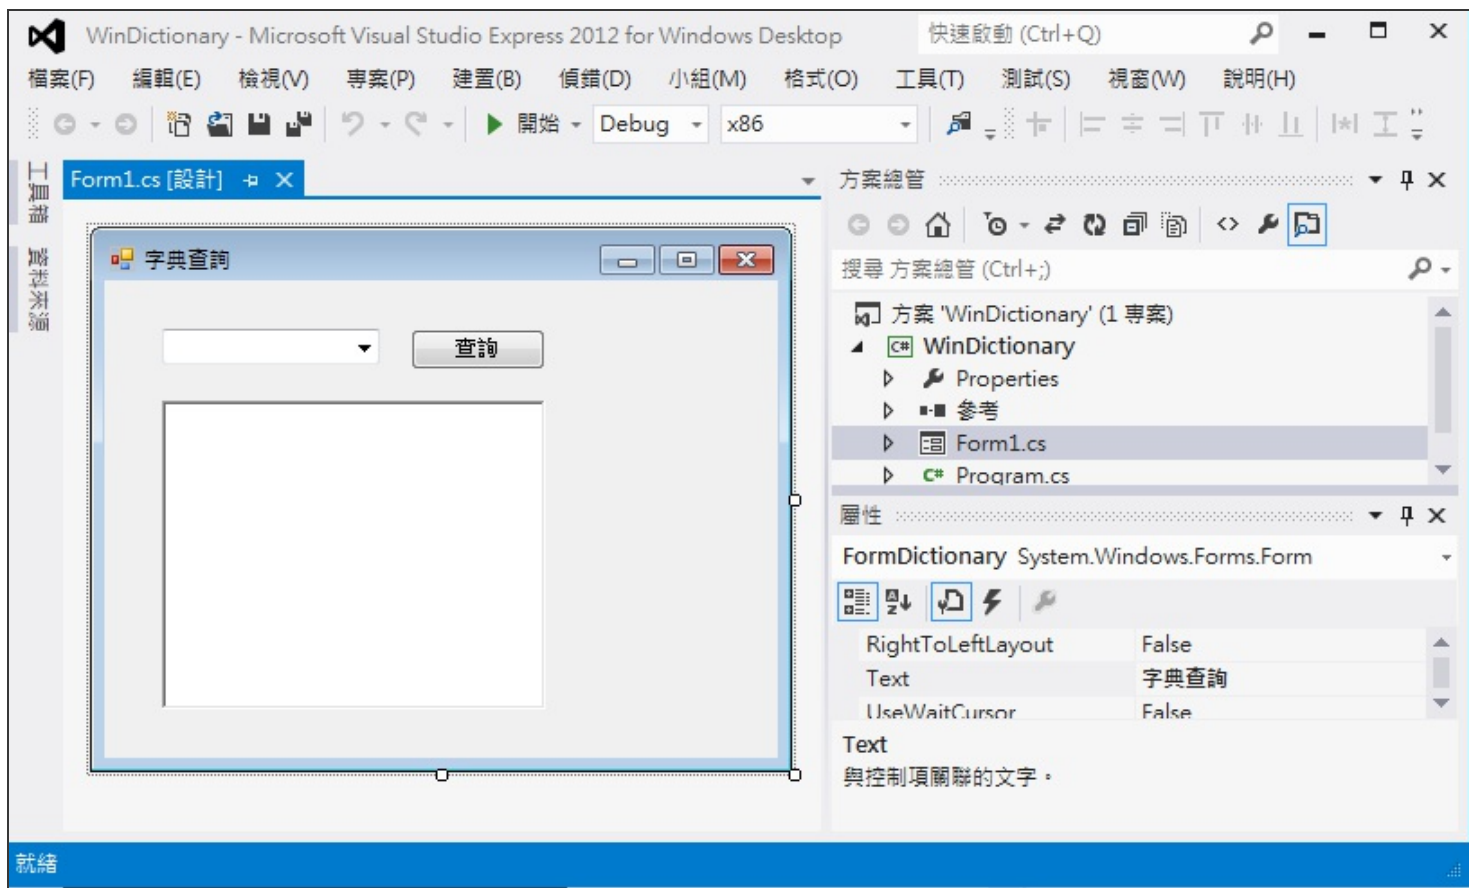 WinDictionary - Microsoft Visual Studio Express 2012 for Windows Desktop 快速啟動 (Ctrl+Q)
檔案(F) 編輯(E) 檢視(V) 專案(P) 建置(B) 偵錯(D) 小組(M) 格式(O) 工具(T) 測試(S) 視窗(W) 說明(H)
開始 Debug x86
工具箱
資料來源
Form1.cs [設計]
字典查詢
查詢
方案總管
搜尋 方案總管 (Ctrl+;)
方案 'WinDictionary' (1 專案)
C# WinDictionary
Properties
參考
Form1.cs
C# Program.cs
屬性
FormDictionary System.Windows.Forms.Form
RightToLeftLayout False
Text 字典查詢
UseWaitCursor False
Text
與控制項關聯的文字。
就緒